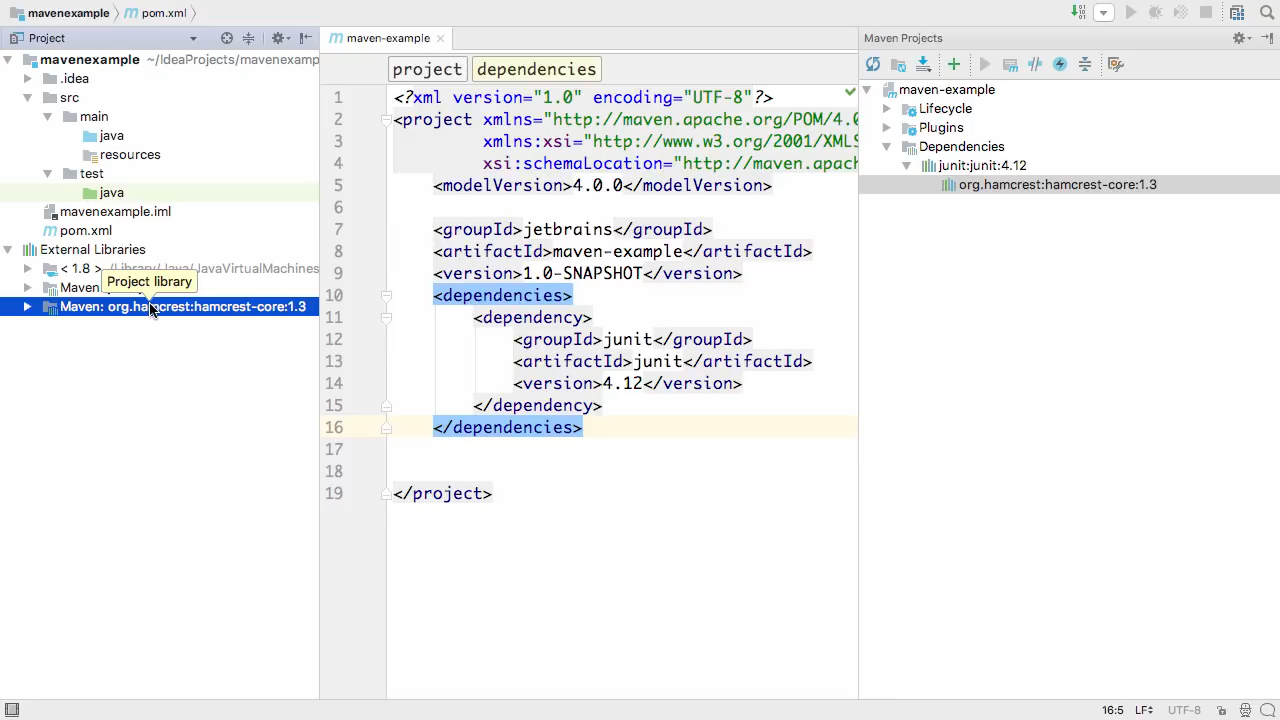 mavenexample
pom.xml
Project
mavenexample ~/IdeaProjects/mavenexamp
.idea
src
main
java
resources
test
java
mavenexample.iml
pom.xml
External Libraries
< 1.8 > /Library/Java/JavaVirtualMachines
Project library
Maven:
Maven: org.hamcrest:hamcrest-core:1.3
maven-example
project
dependencies
1 <?xml version="1.0" encoding="UTF-8"?>
2 <project xmlns="http://maven.apache.org/POM/4.0
3 xmlns:xsi="http://www.w3.org/2001/XMLS
4 xsi:schemaLocation="http://maven.apach
5 <modelVersion>4.0.0</modelVersion>
6
7 <groupId>jetbrains</groupId>
8 <artifactId>maven-example</artifactId>
9 <version>1.0-SNAPSHOT</version>
10 <dependencies>
11 <dependency>
12 <groupId>junit</groupId>
13 <artifactId>junit</artifactId>
14 <version>4.12</version>
15 </dependency>
16 </dependencies>
17
18
19 </project>
Maven Projects
maven-example
Lifecycle
Plugins
Dependencies
junit:junit:4.12
org.hamcrest:hamcrest-core:1.3
16:5 LF UTF-8